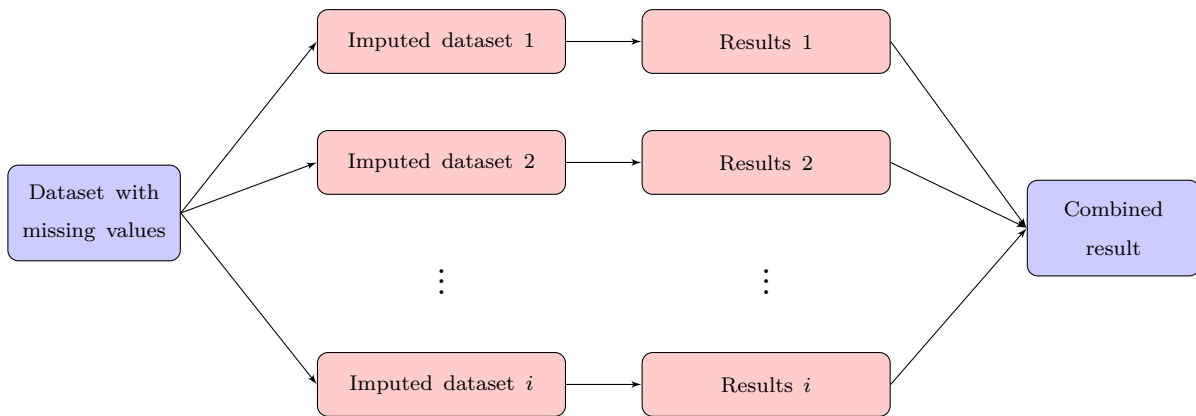 Imputed dataset 1
Results 1
Imputed dataset 2
Results 2
Dataset with
missing values
Combined
result
⋮
⋮
Imputed dataset i
Results i